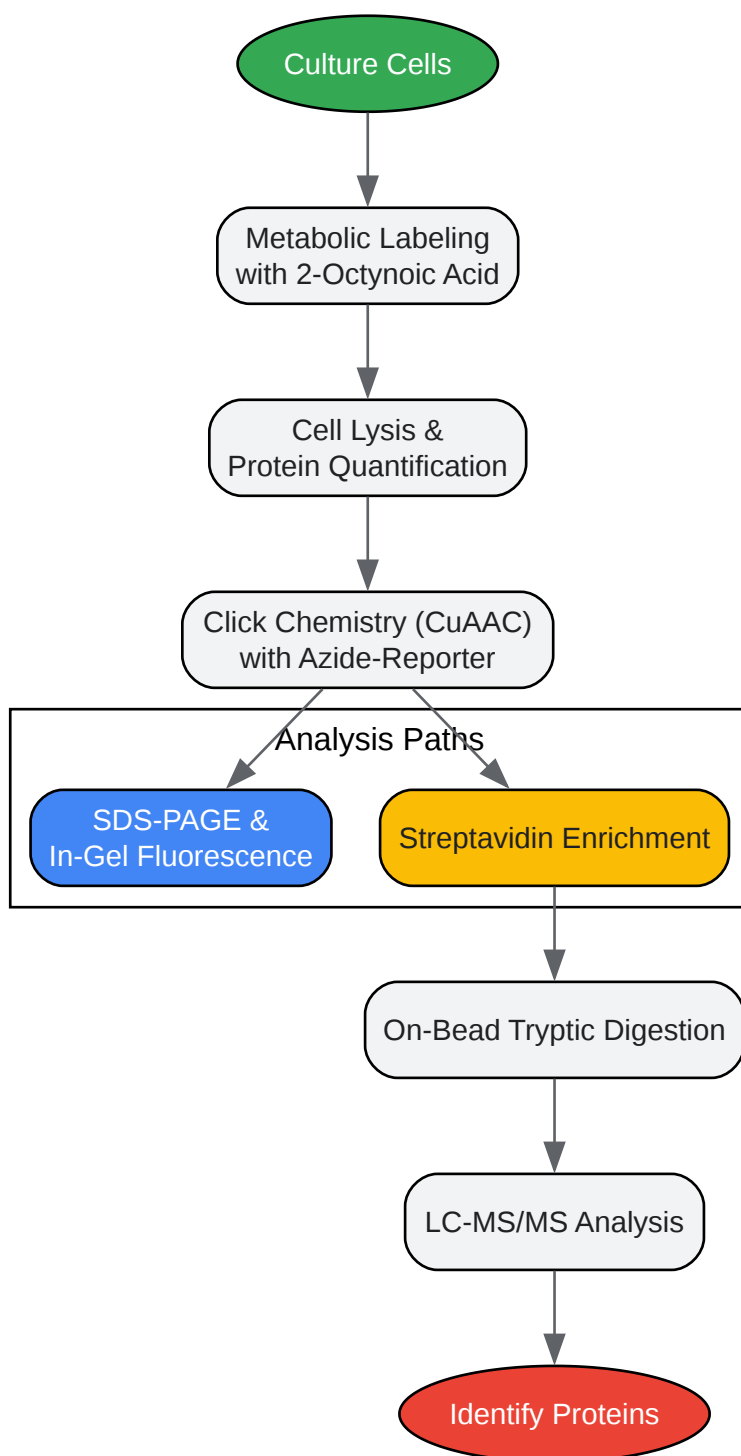 Culture Cells
Metabolic Labeling
with 2-Octynoic Acid
Cell Lysis &
Protein Quantification
Click Chemistry (CuAAC)
with Azide-Reporter
Analysis Paths
SDS-PAGE &
In-Gel Fluorescence
Streptavidin Enrichment
On-Bead Tryptic Digestion
LC-MS/MS Analysis
Identify Proteins